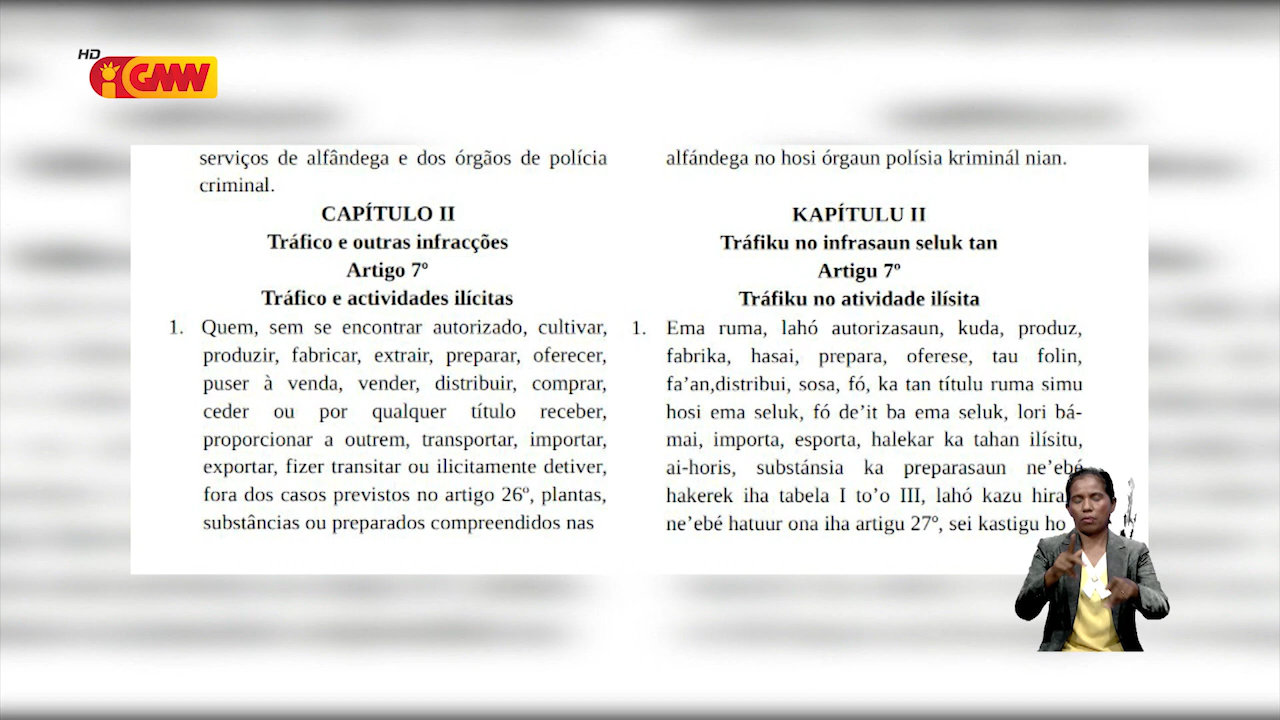 HD
GMN
serviços de alfândega e dos órgãos de polícia
criminal.
CAPÍTULO II
Tráfico e outras infracções
Artigo 7º
Tráfico e actividades ilícitas
1. Quem, sem se encontrar autorizado, cultivar,
produzir, fabricar, extrair, preparar, oferecer,
puser à venda, vender, distribuir, comprar,
ceder ou por qualquer título receber,
proporcionar a outrem, transportar, importar,
exportar, fizer transitar ou ilicitamente detiver,
fora dos casos previstos no artigo 26º, plantas,
substâncias ou preparados compreendidos nas
alfándega no hosi órgaun polísia kriminál nian.
KAPÍTULU II
Tráfiku no infrasaun seluk tan
Artigu 7º
Tráfiku no atividade ilísita
1. Ema ruma, lahó autorizasaun, kuda, produz,
fabrika, hasai, prepara, oferese, tau folin,
fa’an,distribui, sosa, fó, ka tan títulu ruma simu
hosi ema seluk, fó de’it ba ema seluk, lori bá-
mai, importa, esporta, halekar ka tahan ilísitu,
ai-horis, substánsia ka preparasaun ne’ebé
hakerek iha tabela I to’o III, lahó kazu
ne’ebé hatuur ona iha artigu 27º, sei kastigu ho